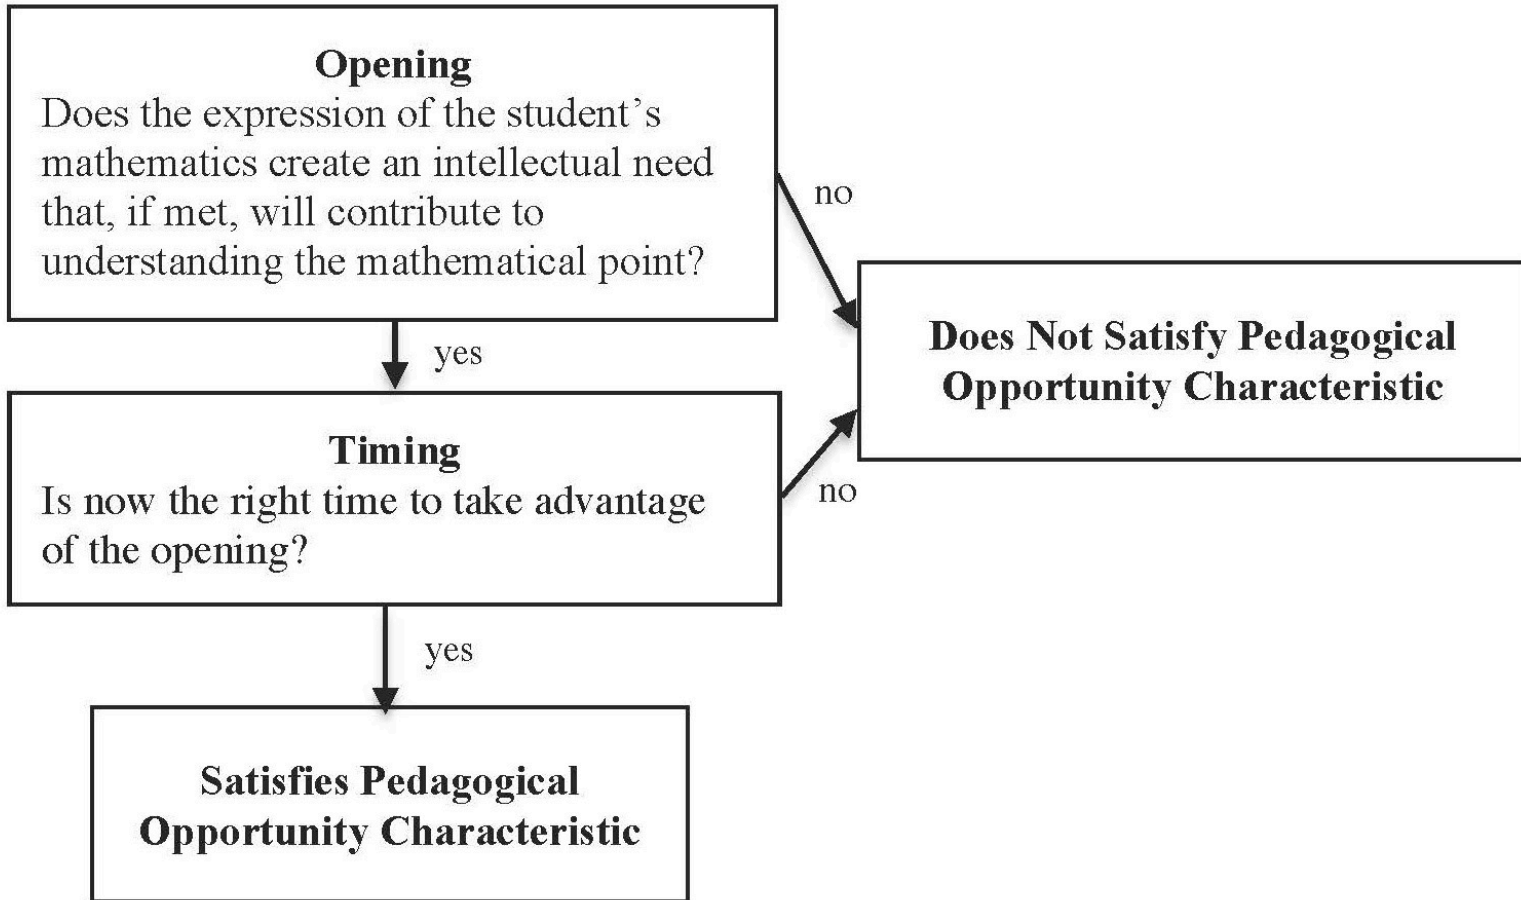 Opening
Does the expression of the student’s
mathematics create an intellectual need
that, if met, will contribute to
understanding the mathematical point?
no
yes
Does Not Satisfy Pedagogical
Opportunity Characteristic
Timing
Is now the right time to take advantage
of the opening?
no
yes
Satisfies Pedagogical
Opportunity Characteristic